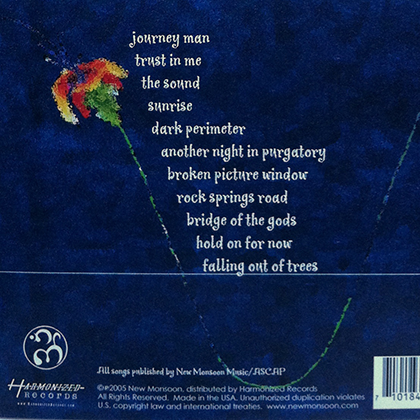 journey man
trust in me
the sound
sunrise
dark perimeter
another night in purgatory
broken picture window
rock springs road
bridge of the gods
hold on for now
falling out of trees
All songs published by New Monsoon Music/ASCAP
©℗2005 New Monsoon, distributed by Harmonized Records
All Rights Reserved. Made in the USA. Unauthorized duplication violates
U.S. copyright law and international treaties. www.newmonsoon.com
Harmonized
Records
7 10184